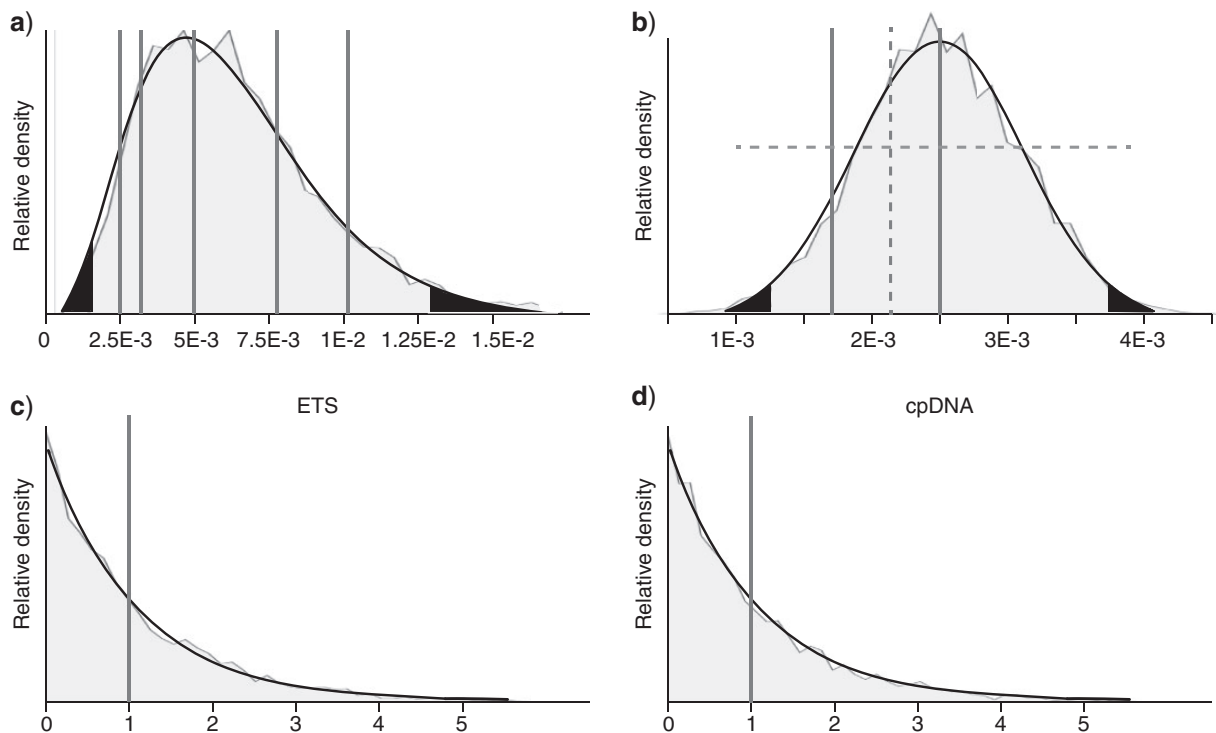 a)
Relative density
0 2.5E-3 5E-3 7.5E-3 1E-2 1.25E-2 1.5E-2
b)
Relative density
1E-3 2E-3 3E-3 4E-3
c)
ETS
Relative density
0 1 2 3 4 5
d)
cpDNA
Relative density
0 1 2 3 4 5